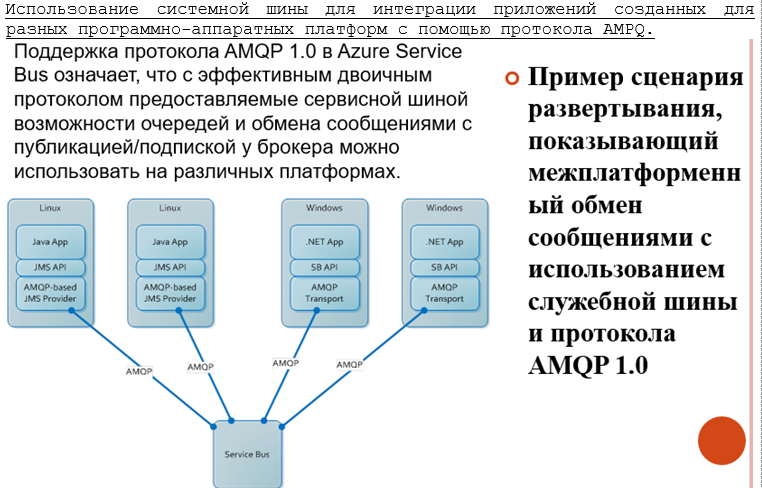 Использование системной шины для интеграции приложений созданных для
разных программно-аппаратных платформ с помощью протокола AMPQ.
Поддержка протокола AMQP 1.0 в Azure Service
Bus означает, что с эффективным двоичным
протоколом предоставляемые сервисной шиной
возможности очередей и обмена сообщениями с
публикацией/подпиской у брокера можно
использовать на различных платформах.
Пример сценария
развертывания,
показывающий
межплатформенн
ый обмен
сообщениями с
использованием
служебной шины
и протокола
AMQP 1.0
Linux
Java App
JMS API
AMQP-based
JMS Provider
Linux
Java App
JMS API
AMQP-based
JMS Provider
Windows
.NET App
SB API
AMQP
Transport
Windows
.NET App
SB API
AMQP
Transport
AMQP
AMQP
AMQP
AMQP
Service Bus